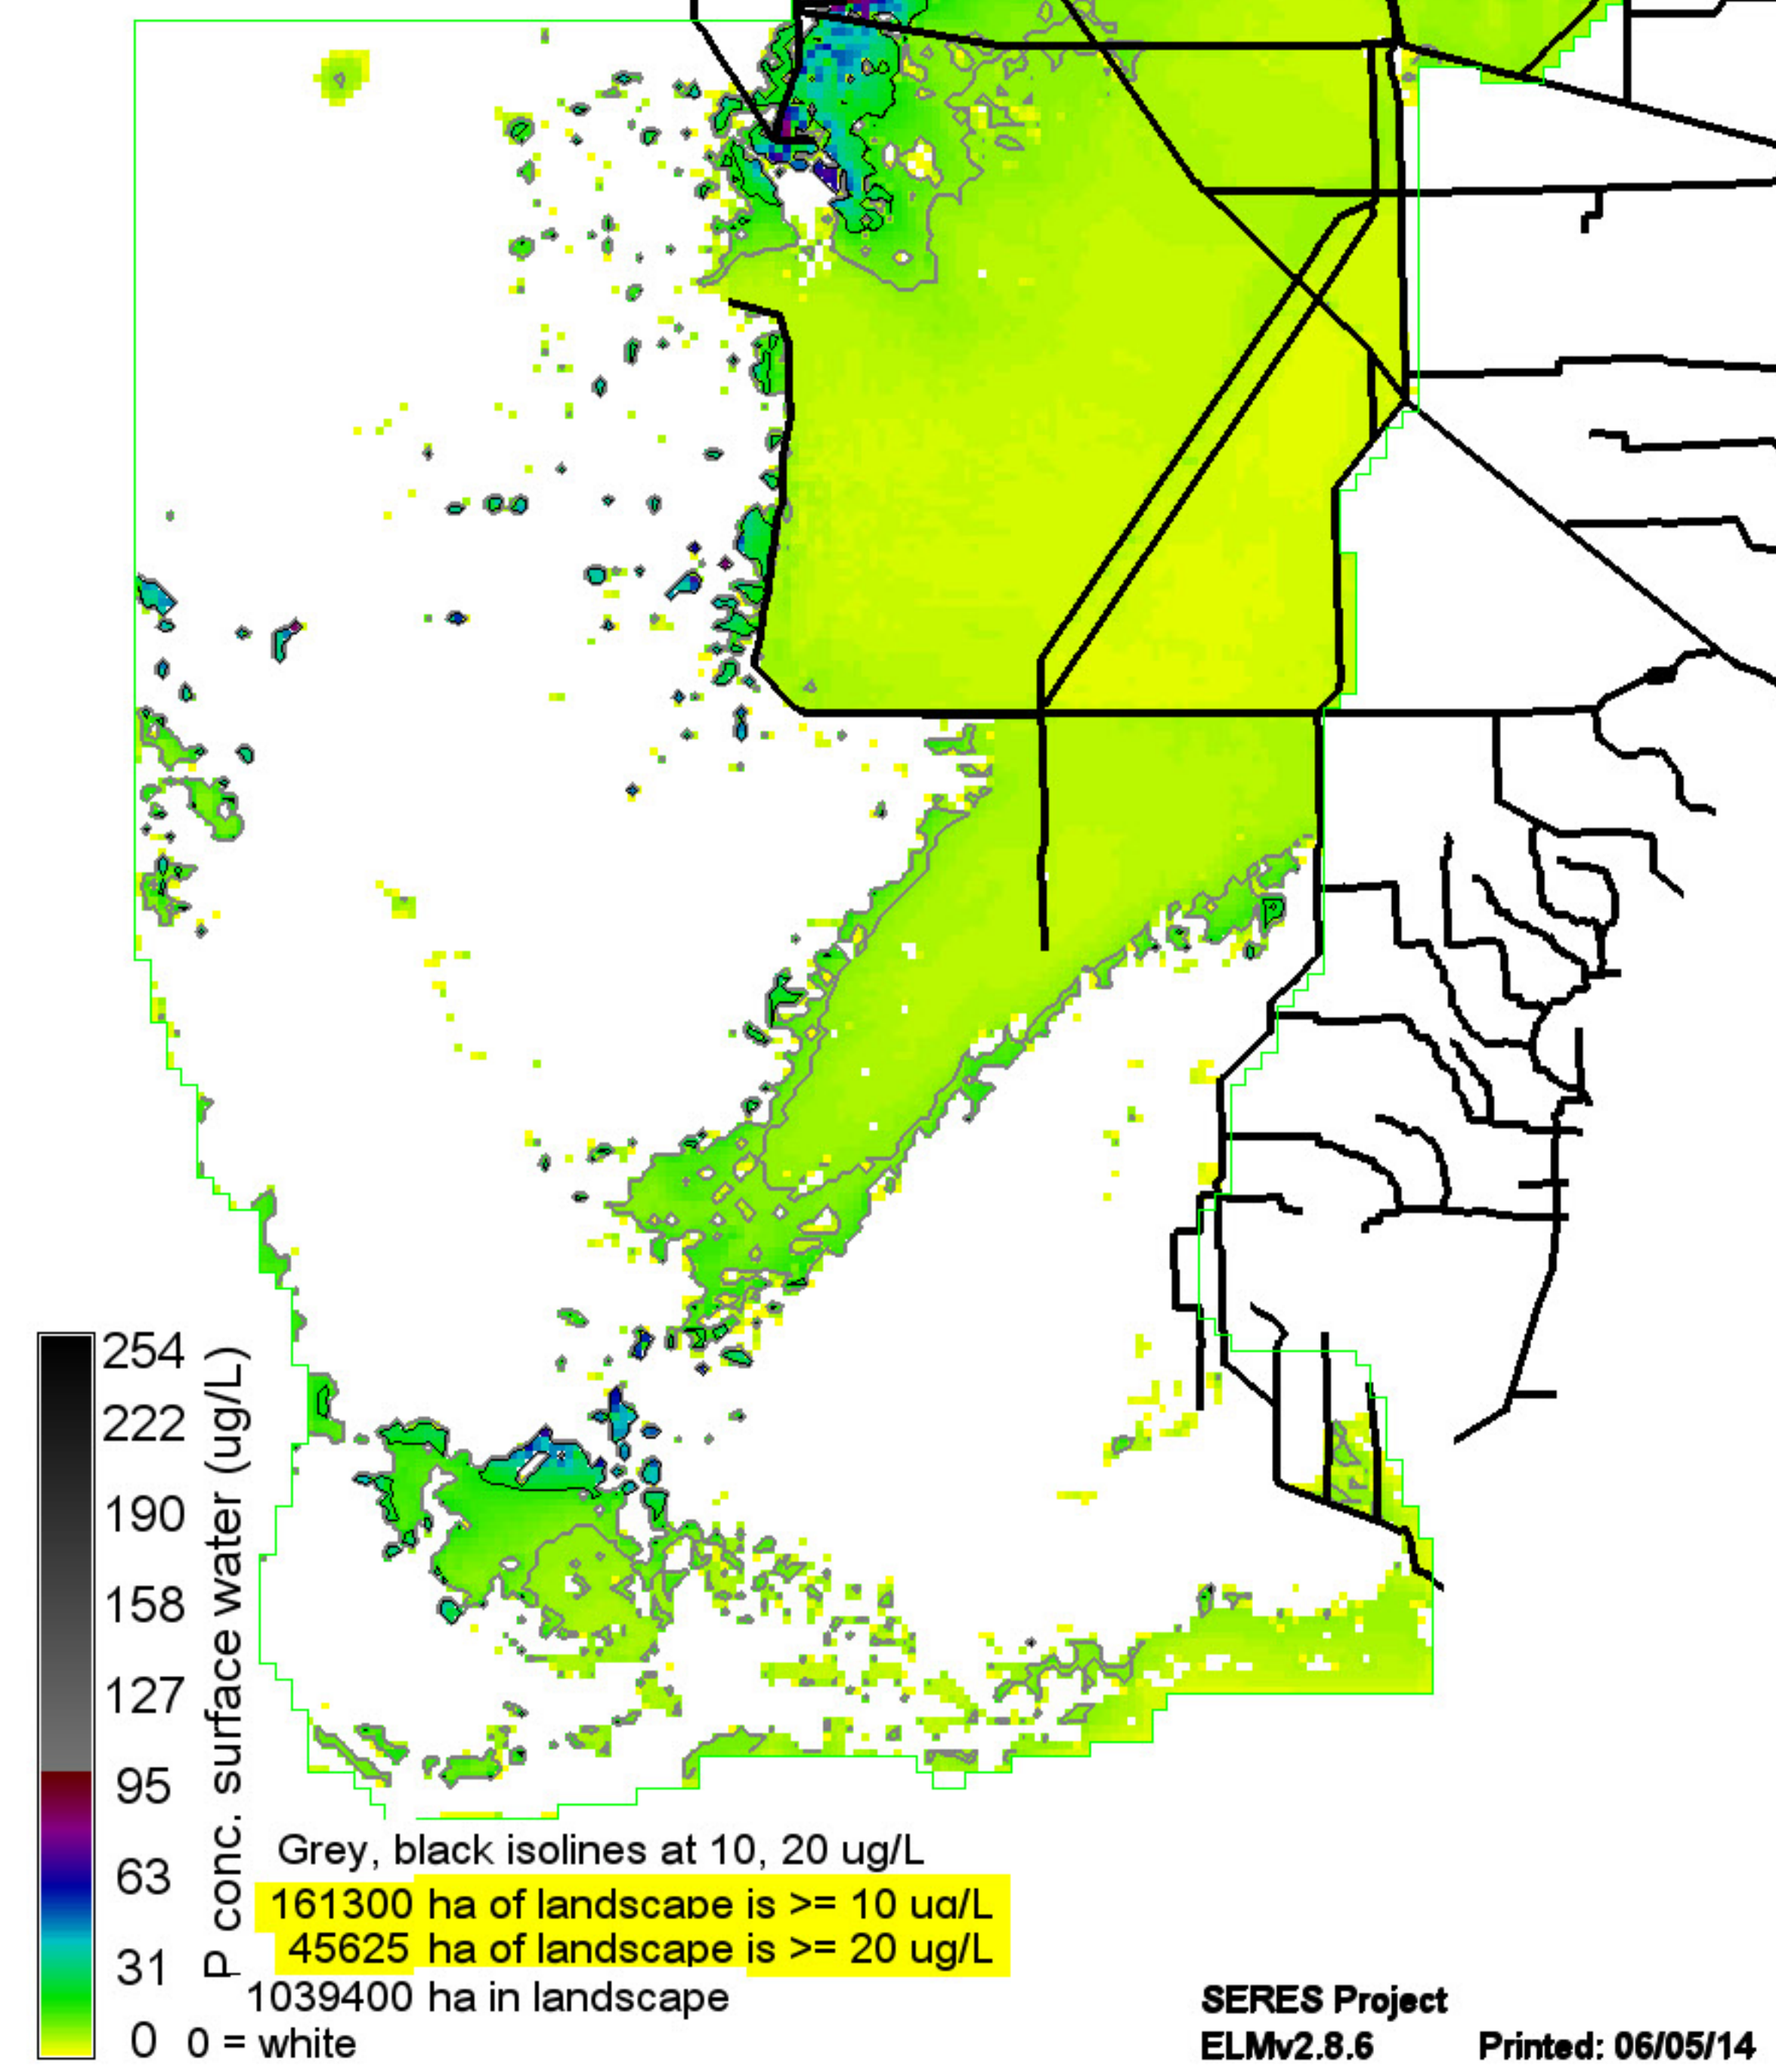 254
222
190
158
127
95
63
31
0
P conc. surface water (ug/L)
0 = white
Grey, black isolines at 10, 20 ug/L
161300 ha of landscape is >= 10 ug/L
45625 ha of landscape is >= 20 ug/L
1039400 ha in landscape
SERES Project
ELMv2.8.6 Printed: 06/05/14